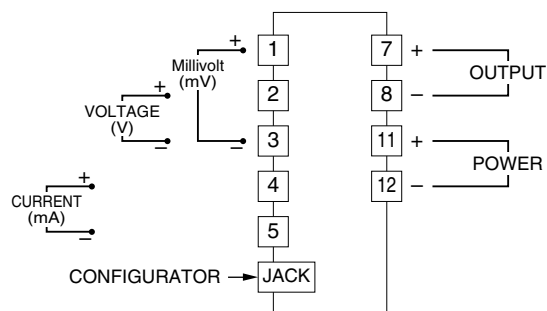 + 1 7 +
Millivolt
(mV)
OUTPUT
+ 2 8 –
VOLTAGE
(V)
– – 3 11 +
POWER
+ 4 12 –
CURRENT
(mA)
– 5
CONFIGURATOR JACK